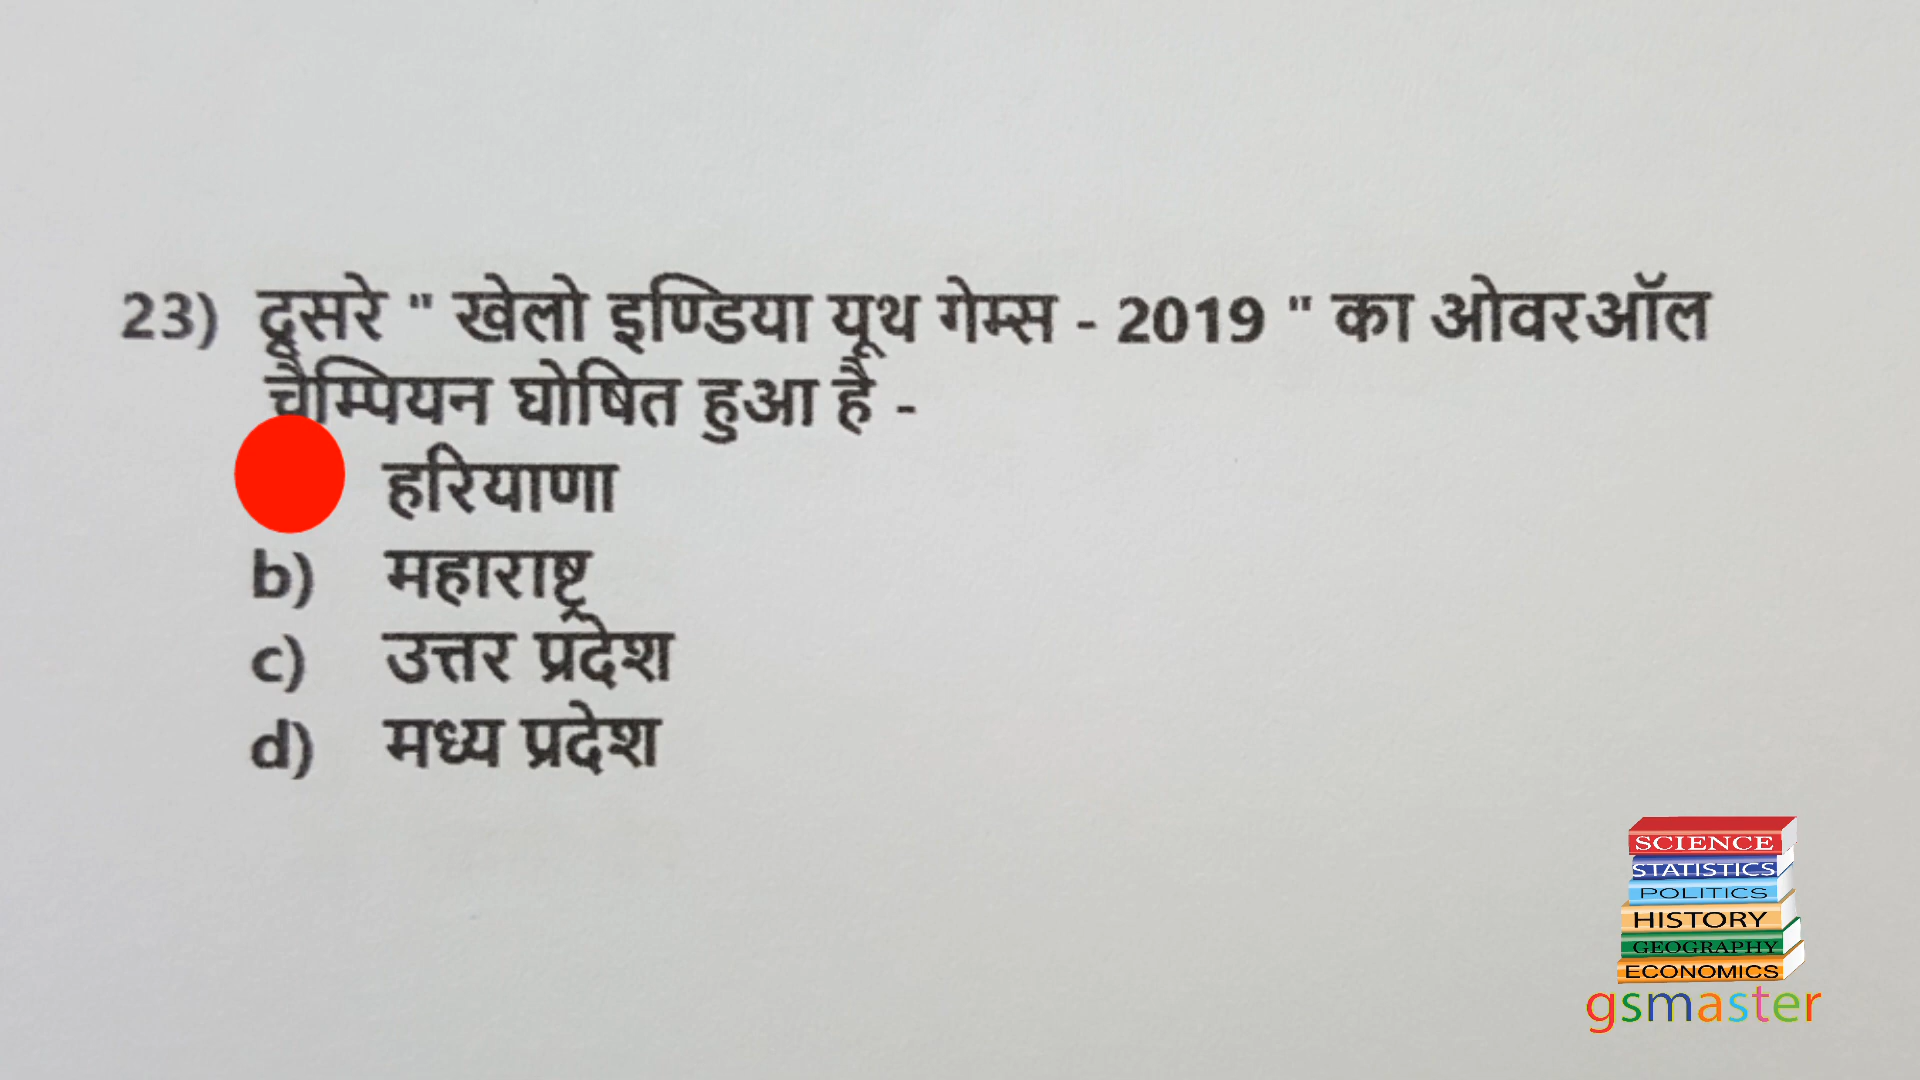 23) दूसरे " खेलो इण्डिया यूथ गेम्स - 2019 " का ओवरऑल
चैम्पियन घोषित हुआ है -
हरियाणा
b) महाराष्ट्र
c) उत्तर प्रदेश
d) मध्य प्रदेश
SCIENCE
STATISTICS
POLITICS
HISTORY
GEOGRAPHY
ECONOMICS
gsmaster